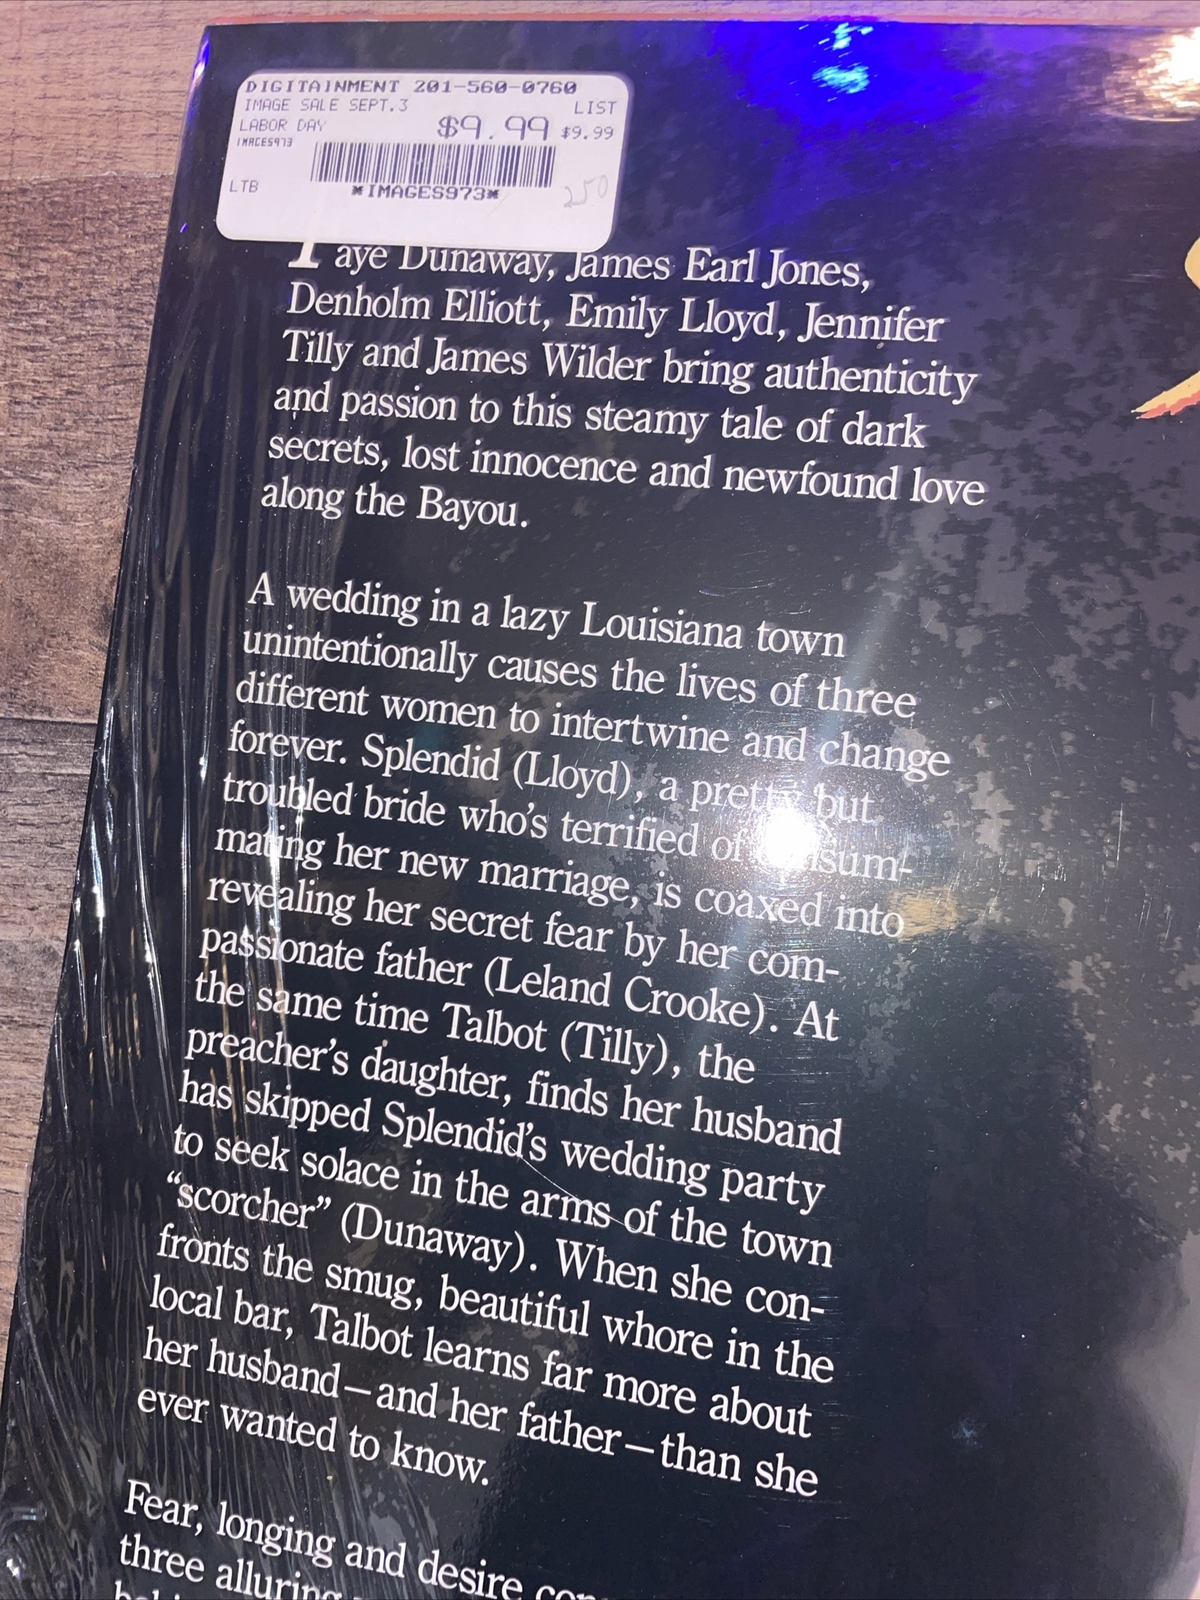 DIGITAINMENT 201-560-0760
IMAGE SALE SEPT.3 LIST
LABOR DAY $9.99 $9.99
IMAGES973
*IMAGES973*
LTB 250
aye Dunaway, James Earl Jones,
Denholm Elliott, Emily Lloyd, Jennifer
Tilly and James Wilder bring authenticity
and passion to this steamy tale of dark
secrets, lost innocence and newfound love
along the Bayou.
A wedding in a lazy Louisiana town
unintentionally causes the lives of three
different women to intertwine and change
forever. Splendid (Lloyd), a pretty but
troubled bride who's terrified of
mating her new marriage, is coaxed into
revealing her secret fear by her com-
passionate father (Leland Crooke). At
the same time Talbot (Tilly), the
preacher's daughter, finds her husband
has skipped Splendid's wedding party
to seek solace in the arms of the town
“scorcher” (Dunaway). When she con-
fronts the smug, beautiful whore in the
local bar, Talbot learns far more about
her husband—and her father—than she
ever wanted to know.
Fear, longing and desire
three alluring